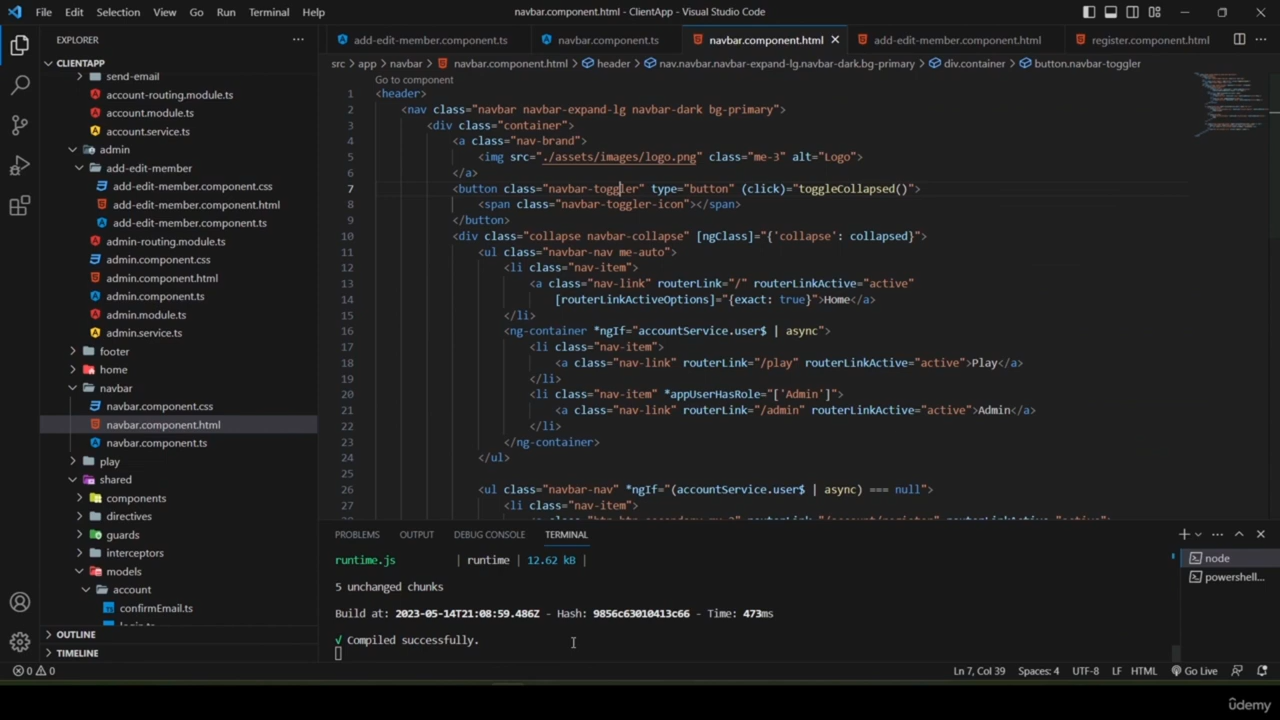 File Edit Selection View Go Run Terminal Help
navbar.component.html - ClientApp - Visual Studio Code
EXPLORER
CLIENTAPP
send-email
account-routing.module.ts
account.module.ts
account.service.ts
admin
add-edit-member
add-edit-member.component.css
add-edit-member.component.html
add-edit-member.component.ts
admin-routing.module.ts
admin.component.css
admin.component.html
admin.component.ts
admin.module.ts
admin.service.ts
footer
home
navbar
navbar.component.css
navbar.component.html
navbar.component.ts
play
shared
components
directives
guards
interceptors
models
account
confirmEmail.ts
login.ts
OUTLINE
TIMELINE
add-edit-member.component.ts navbar.component.ts navbar.component.html add-edit-member.component.html register.component.html
src > app > navbar > navbar.component.html > header > nav.navbar.navbar-expand-lg.navbar-dark.bg-primary > div.container > button.navbar-toggler
Go to component
1 <header>
2 <nav class="navbar navbar-expand-lg navbar-dark bg-primary">
3 <div class="container">
4 <a class="nav-brand">
5 <img src="./assets/images/logo.png" class="me-3" alt="Logo">
6 </a>
7 <button class="navbar-toggler" type="button" (click)="toggleCollapsed()">
8 <span class="navbar-toggler-icon"></span>
9 </button>
10 <div class="collapse navbar-collapse" [ngClass]="{'collapse': collapsed}">
11 <ul class="navbar-nav me-auto">
12 <li class="nav-item">
13 <a class="nav-link" routerLink="/" routerLinkActive="active"
14 [routerLinkActiveOptions]="{exact: true}">Home</a>
15 </li>
16 <ng-container *ngIf="accountService.user$ | async">
17 <li class="nav-item">
18 <a class="nav-link" routerLink="/play" routerLinkActive="active">Play</a>
19 </li>
20 <li class="nav-item" *appUserHasRole="['Admin']">
21 <a class="nav-link" routerLink="/admin" routerLinkActive="active">Admin</a>
22 </li>
23 </ng-container>
24 </ul>
25
26 <ul class="navbar-nav" *ngIf="(accountService.user$ | async) === null">
27 <li class="nav-item">
PROBLEMS OUTPUT DEBUG CONSOLE TERMINAL
runtime.js | runtime | 12.62 kB |
5 unchanged chunks
Build at: 2023-05-14T21:08:59.486Z - Hash: 9856c63010413c66 - Time: 473ms
√ Compiled successfully.
node
powershell...
0 0
Ln 7, Col 39 Spaces: 4 UTF-8 LF HTML Go Live
ûdemy